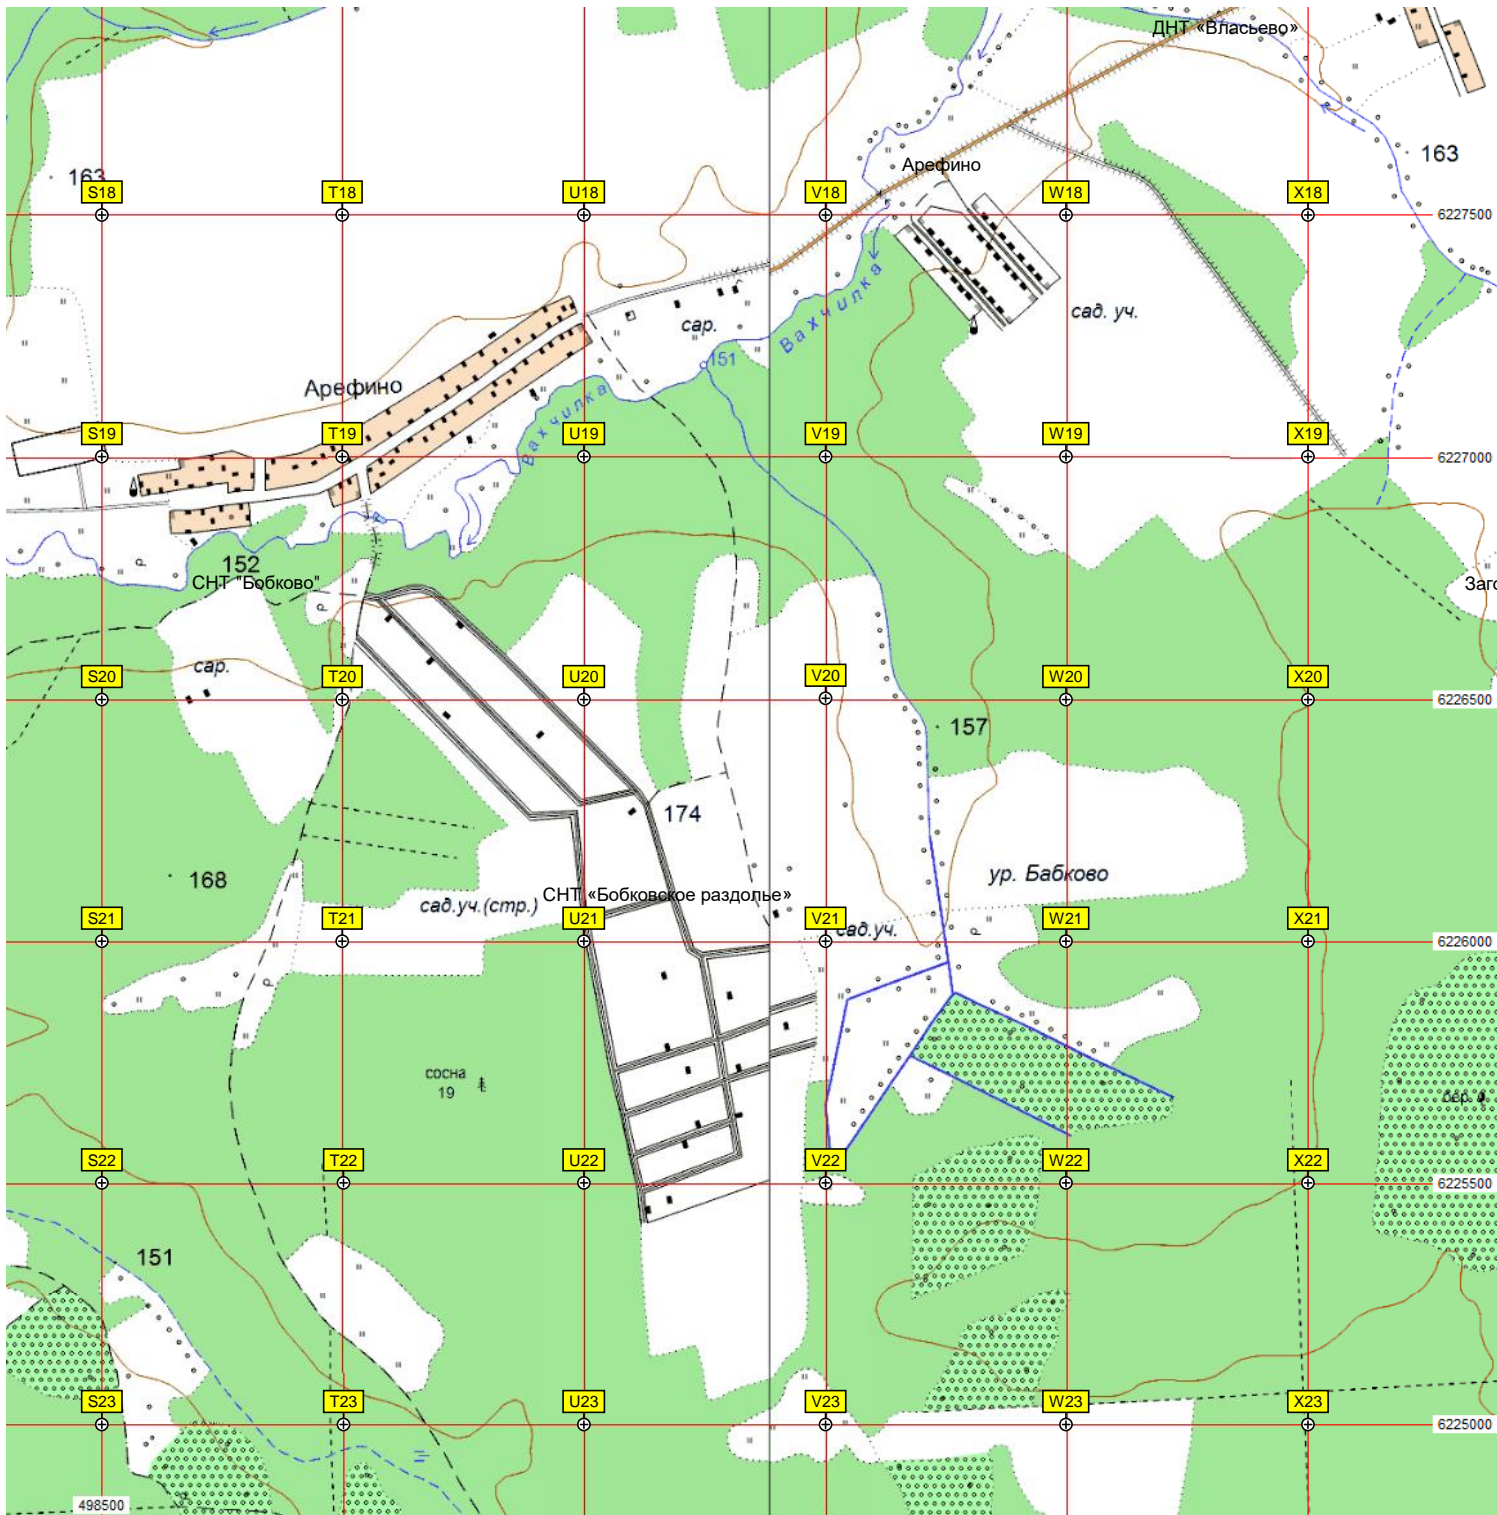 ДНТ «Власьево»
163
Арефино
163
S18
T18
U18
V18
W18
X18
6227500
Вахчилка
сад. уч.
сар.
151
Арефино
Вахчилка
S19
T19
U19
V19
W19
X19
6227000
152
СНТ "Бобково"
Заго
сар.
S20
T20
U20
V20
W20
X20
6226500
157
174
168
ур. Бабково
СНТ «Бобковское раздолье»
сад.уч.(стр.)
S21
T21
U21
V21
W21
X21
сад.уч.
6226000
сосна
19
бер.
S22
T22
U22
V22
W22
X22
6225500
151
S23
T23
U23
V23
W23
X23
6225000
498500